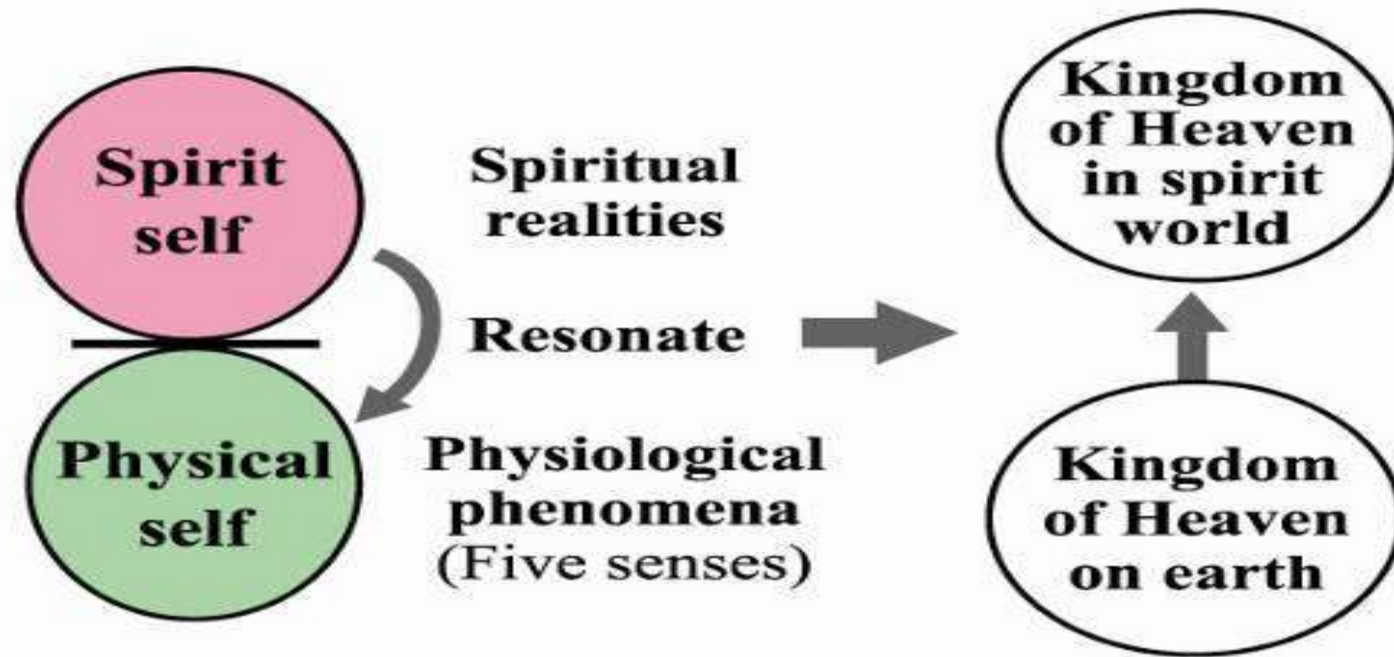 Spirit
self
Physical
self
Spiritual
realities
Resonate
Physiological
phenomena
(Five senses)
Kingdom
of Heaven
in spirit
world
Kingdom
of Heaven
on earth